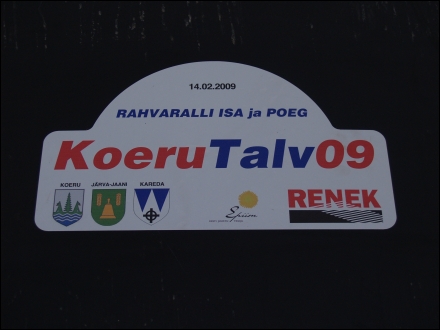 14.02.2009
RAHVARALLI ISA ja POEG
KoeruTalv09
KOERU JÄRVA-JAANI KAREDA
RENEK